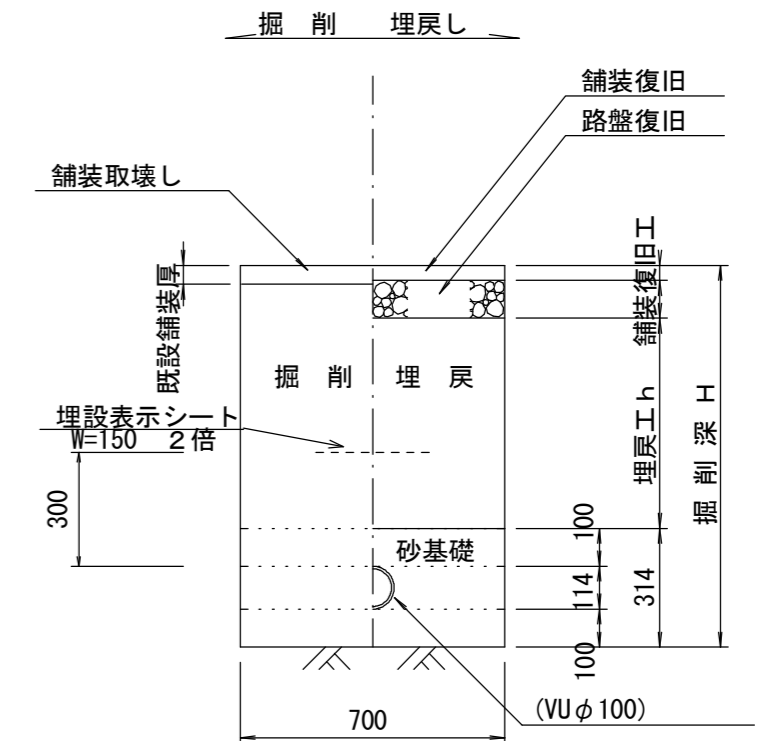 掘 削 埋戻し
舗装復旧
路盤復旧
舗装取壊し
既設舗装厚
舗装復旧工
掘 削 埋 戻
埋設表示シート
W=150 2倍
埋戻工h
掘 削 深 H
300
砂基礎
100
114
100
314
700
(VUφ100)